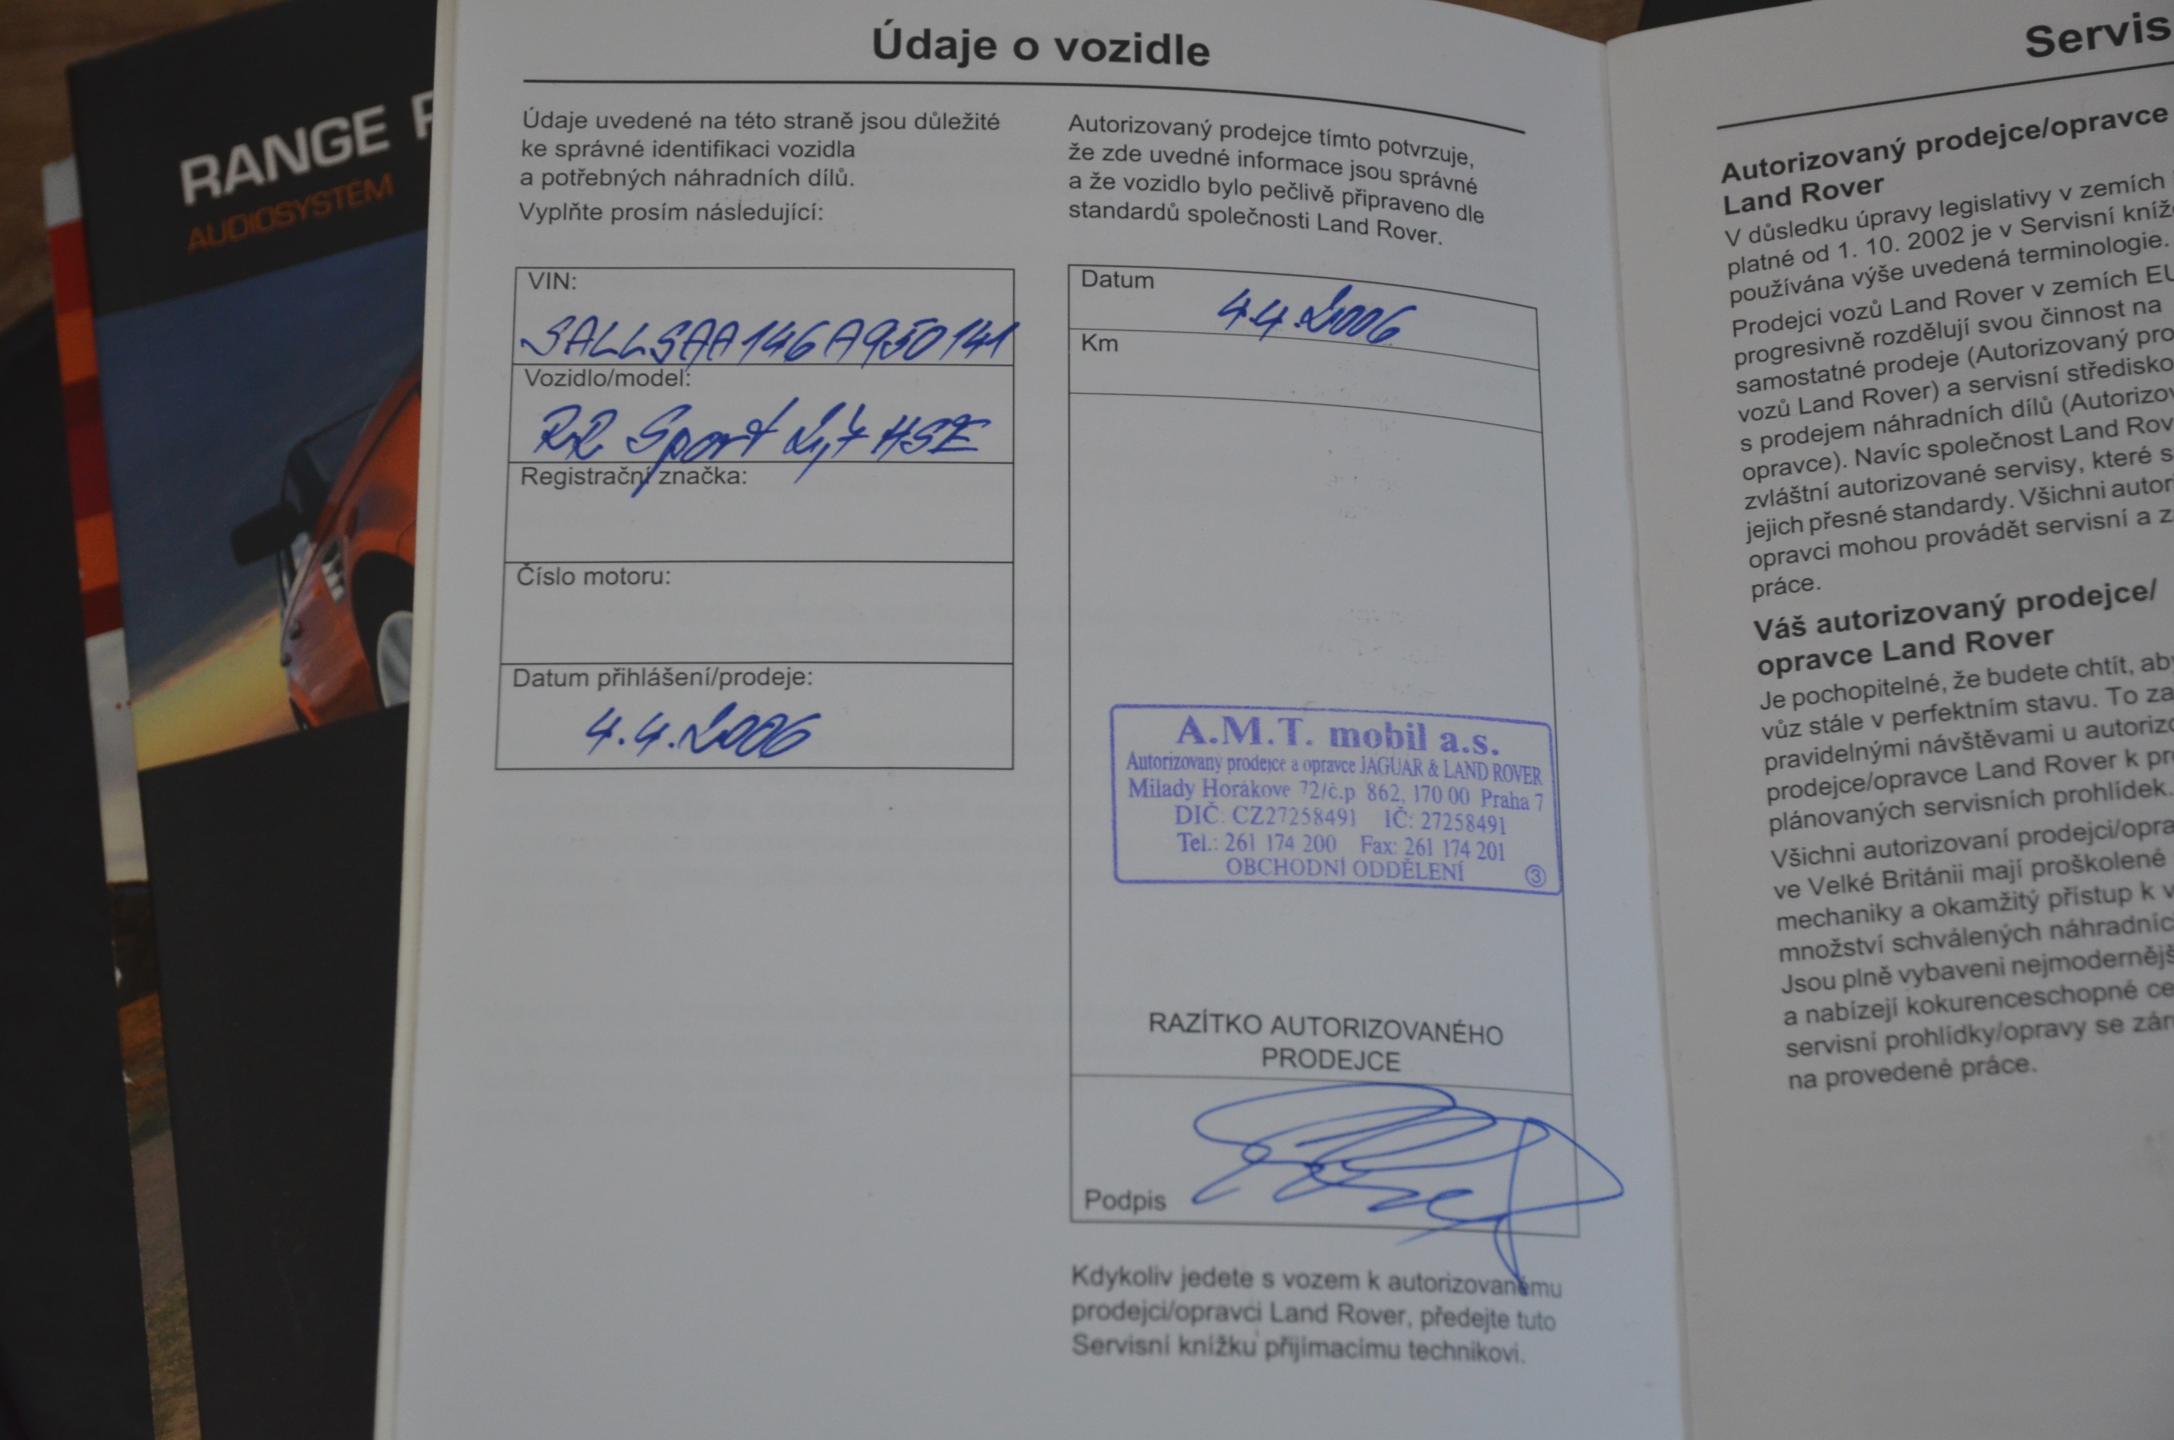 RANGE
AUDIOSYSTEM
Údaje o vozidle
Údaje uvedené na této straně jsou důležité
ke správné identifikaci vozidla
a potřebných náhradních dílů.
Vyplňte prosím následující:
VIN:
SALLSAA146A950141
Vozidlo/model:
RR Sport 2,7 HSE
Registrační značka:
Číslo motoru:
Datum přihlášení/prodeje:
4.4.2006
Autorizovaný prodejce tímto potvrzuje,
že zde uvedné informace jsou správné
a že vozidlo bylo pečlivě připraveno dle
standardů společnosti Land Rover.
Datum
4.4.2006
Km
A.M.T. mobil a.s.
Autorizovaný prodejce a opravce JAGUAR & LAND ROVER
Milady Horákove 72/č.p 862, 170 00 Praha 7
DIČ: CZ27258491 IČ: 27258491
Tel.: 261 174 200 Fax: 261 174 201
OBCHODNÍ ODDĚLENÍ 3
RAZÍTKO AUTORIZOVANÉHO
PRODEJCE
Podpis
Kdykoliv jedete s vozem k autorizovanému
prodejci/opravci Land Rover, předejte tuto
Servisní knížku přijímacímu technikovi.
Servis
Autorizovaný prodejce/opravce
Land Rover
V důsledku úpravy legislativy v zemích
platné od 1. 10. 2002 je v Servisní kníž
používána výše uvedená terminologie.
Prodejci vozů Land Rover v zemích EU
progresivně rozdělují svou činnost na
samostatné prodeje (Autorizovaný pro
vozů Land Rover) a servisní středisko
s prodejem náhradních dílů (Autorizov
opravce). Navíc společnost Land Rov
zvláštní autorizované servisy, které s
jejich přesné standardy. Všichni autori
opravci mohou provádět servisní a z
práce.
Váš autorizovaný prodejce/
opravce Land Rover
Je pochopitelné, že budete chtít, aby
vůz stále v perfektním stavu. To za
pravidelnými návštěvami u autorizo
prodejce/opravce Land Rover k pr
plánovaných servisních prohlídek.
Všichni autorizovaní prodejci/opra
ve Velké Británii mají proškolené
mechaniky a okamžitý přístup k v
množství schválených náhradníc
Jsou plně vybaveni nejmodernějš
a nabízejí kokurenceschopné ce
servisní prohlídky/opravy se zár
na provedené práce.